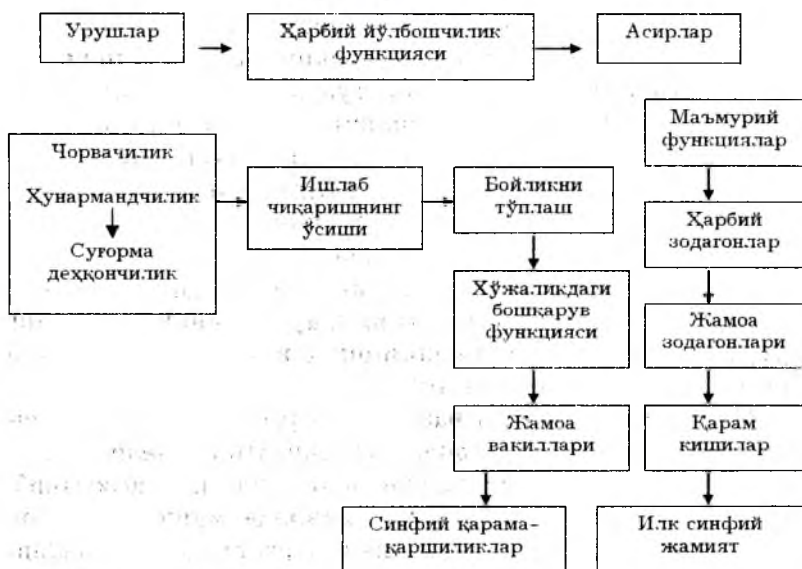 Урушлар
Ҳарбий йўлбошчилик
функцияси
Асирлар
Чорвачилик
Ҳунармандчилик
Суғорма
деҳқончилик
Ишлаб
чиқаришнинг
ўсиши
Бойликни
тўплаш
Хўжаликдаги
бошқарув
функцияси
Жамоа
вакиллари
Синфий қарама-
қаршиликлар
Маъмурий
функциялар
Ҳарбий
зодагонлар
Жамоа
зодагонлари
Қарам
кишилар
Илк синфий
жамият